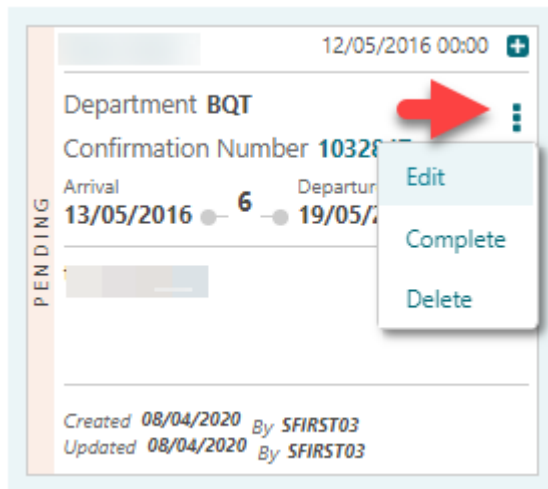 12/05/2016 00:00
Department BQT
Confirmation Number
Edit
Arrival
13/05/2016 6
Complete
Delete
PENDING
Created 08/04/2020 By SFIRST03
Updated 08/04/2020 By SFIRST03